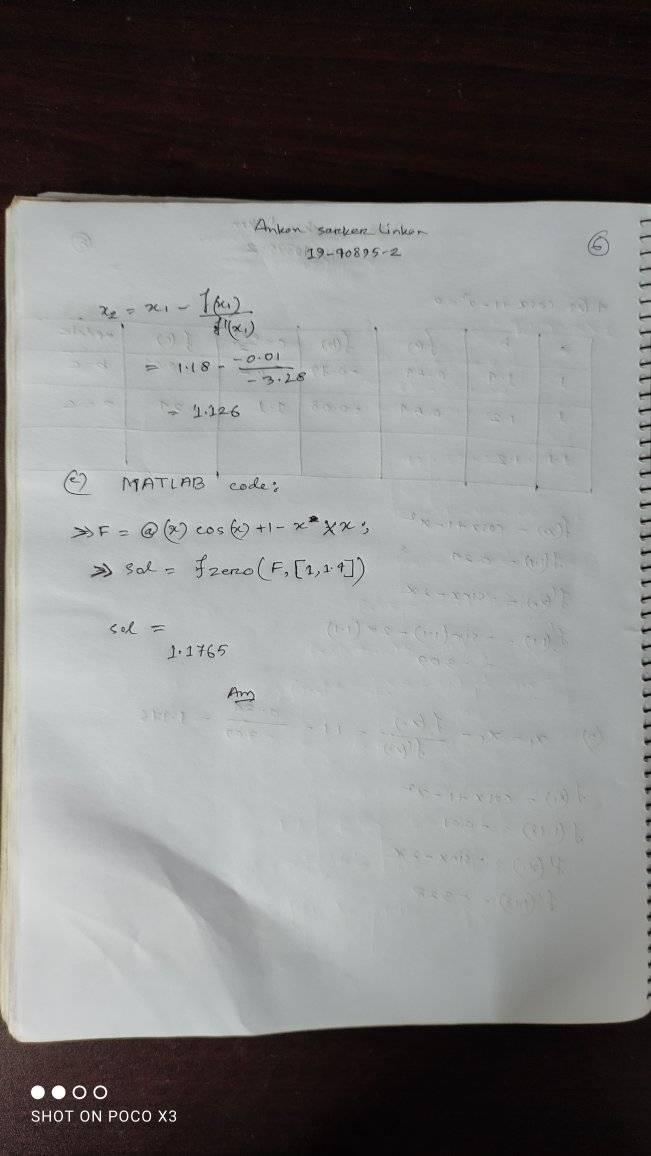 Ankon sarker Linkon
6
19-40895-2
x₂ = x₁ - f(x₁)/f'(x₁)
= 1.18 - -0.01/-3.28
= 1.126
c) MATLAB code:
>> F = @(x) cos(x) +1- x*x;
>> sol = fzero(F, [1,1.4])
sol =
1.1765
Ans
SHOT ON POCO X3